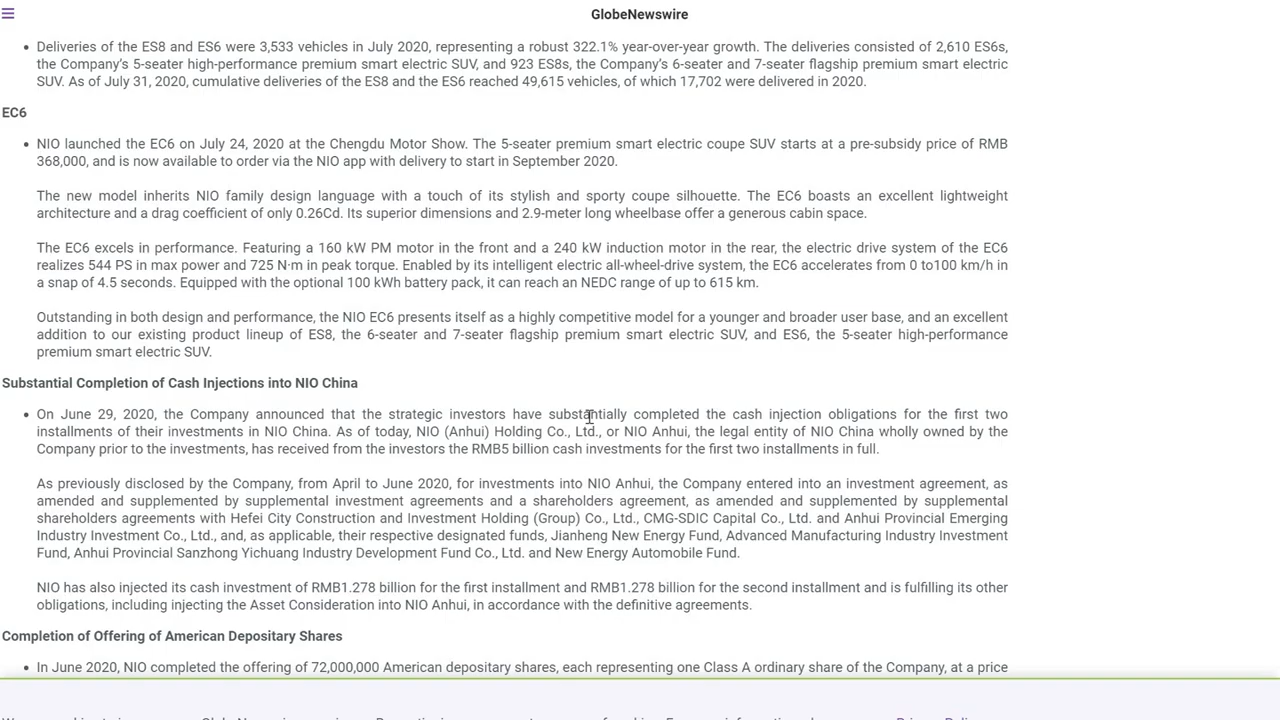 GlobeNewswire
Deliveries of the ES8 and ES6 were 3,533 vehicles in July 2020, representing a robust 322.1% year-over-year growth. The deliveries consisted of 2,610 ES6s,
the Company’s 5-seater high-performance premium smart electric SUV, and 923 ES8s, the Company’s 6-seater and 7-seater flagship premium smart electric
SUV. As of July 31, 2020, cumulative deliveries of the ES8 and the ES6 reached 49,615 vehicles, of which 17,702 were delivered in 2020.
EC6
NIO launched the EC6 on July 24, 2020 at the Chengdu Motor Show. The 5-seater premium smart electric coupe SUV starts at a pre-subsidy price of RMB
368,000, and is now available to order via the NIO app with delivery to start in September 2020.
The new model inherits NIO family design language with a touch of its stylish and sporty coupe silhouette. The EC6 boasts an excellent lightweight
architecture and a drag coefficient of only 0.26Cd. Its superior dimensions and 2.9-meter long wheelbase offer a generous cabin space.
The EC6 excels in performance. Featuring a 160 kW PM motor in the front and a 240 kW induction motor in the rear, the electric drive system of the EC6
realizes 544 PS in max power and 725 N·m in peak torque. Enabled by its intelligent electric all-wheel-drive system, the EC6 accelerates from 0 to100 km/h in
a snap of 4.5 seconds. Equipped with the optional 100 kWh battery pack, it can reach an NEDC range of up to 615 km.
Outstanding in both design and performance, the NIO EC6 presents itself as a highly competitive model for a younger and broader user base, and an excellent
addition to our existing product lineup of ES8, the 6-seater and 7-seater flagship premium smart electric SUV, and ES6, the 5-seater high-performance
premium smart electric SUV.
Substantial Completion of Cash Injections into NIO China
On June 29, 2020, the Company announced that the strategic investors have substantially completed the cash injection obligations for the first two
installments of their investments in NIO China. As of today, NIO (Anhui) Holding Co., Ltd., or NIO Anhui, the legal entity of NIO China wholly owned by the
Company prior to the investments, has received from the investors the RMB5 billion cash investments for the first two installments in full.
As previously disclosed by the Company, from April to June 2020, for investments into NIO Anhui, the Company entered into an investment agreement, as
amended and supplemented by supplemental investment agreements and a shareholders agreement, as amended and supplemented by supplemental
shareholders agreements with Hefei City Construction and Investment Holding (Group) Co., Ltd., CMG-SDIC Capital Co., Ltd. and Anhui Provincial Emerging
Industry Investment Co., Ltd., and, as applicable, their respective designated funds, Jianheng New Energy Fund, Advanced Manufacturing Industry Investment
Fund, Anhui Provincial Sanzhong Yichuang Industry Development Fund Co., Ltd. and New Energy Automobile Fund.
NIO has also injected its cash investment of RMB1.278 billion for the first installment and RMB1.278 billion for the second installment and is fulfilling its other
obligations, including injecting the Asset Consideration into NIO Anhui, in accordance with the definitive agreements.
Completion of Offering of American Depositary Shares
In June 2020, NIO completed the offering of 72,000,000 American depositary shares, each representing one Class A ordinary share of the Company, at a price